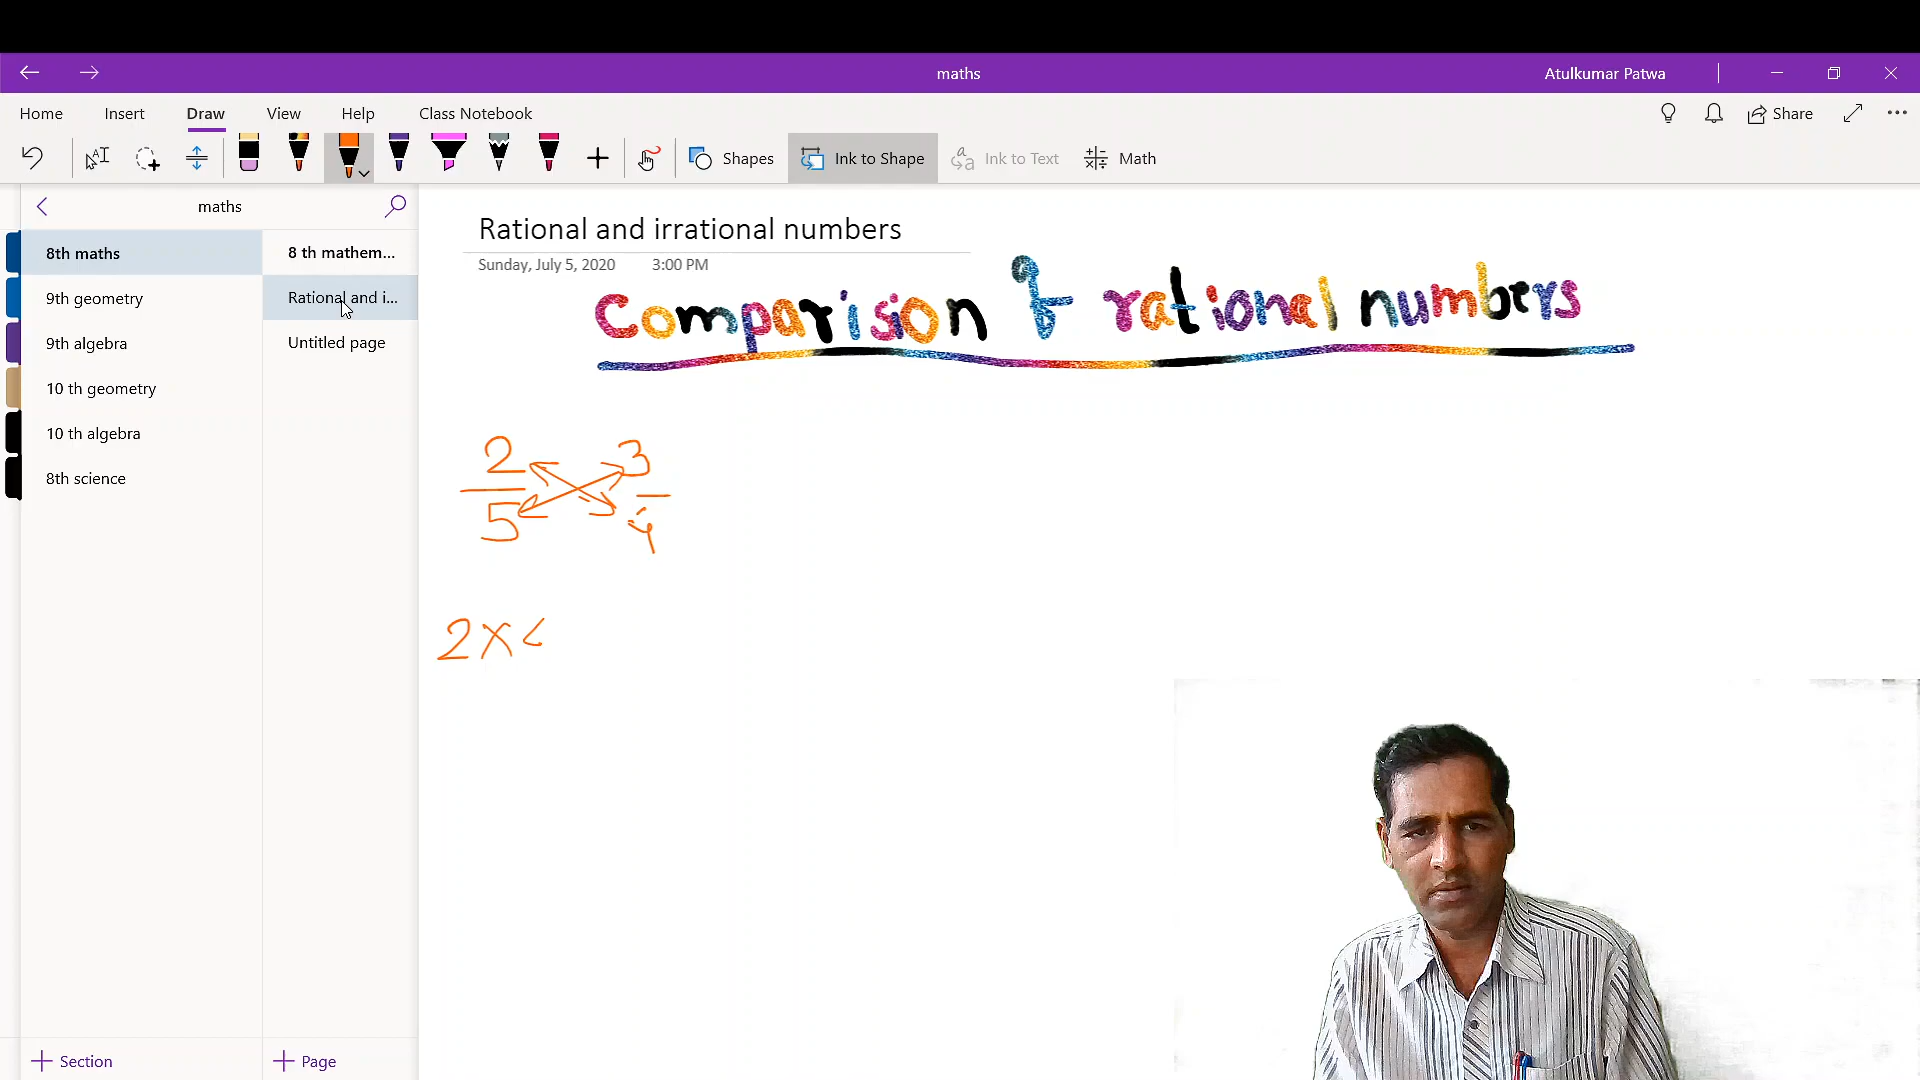 maths
Atulkumar Patwa
Home Insert Draw View Help Class Notebook
Share
Shapes Ink to Shape Ink to Text Math
maths
8th maths
9th geometry
9th algebra
10 th geometry
10 th algebra
8th science
8 th mathem...
Rational and i...
Untitled page
Rational and irrational numbers
Sunday, July 5, 2020 3:00 PM
Comparision of rational numbers
2 3
5 4
2×<
Section
Page